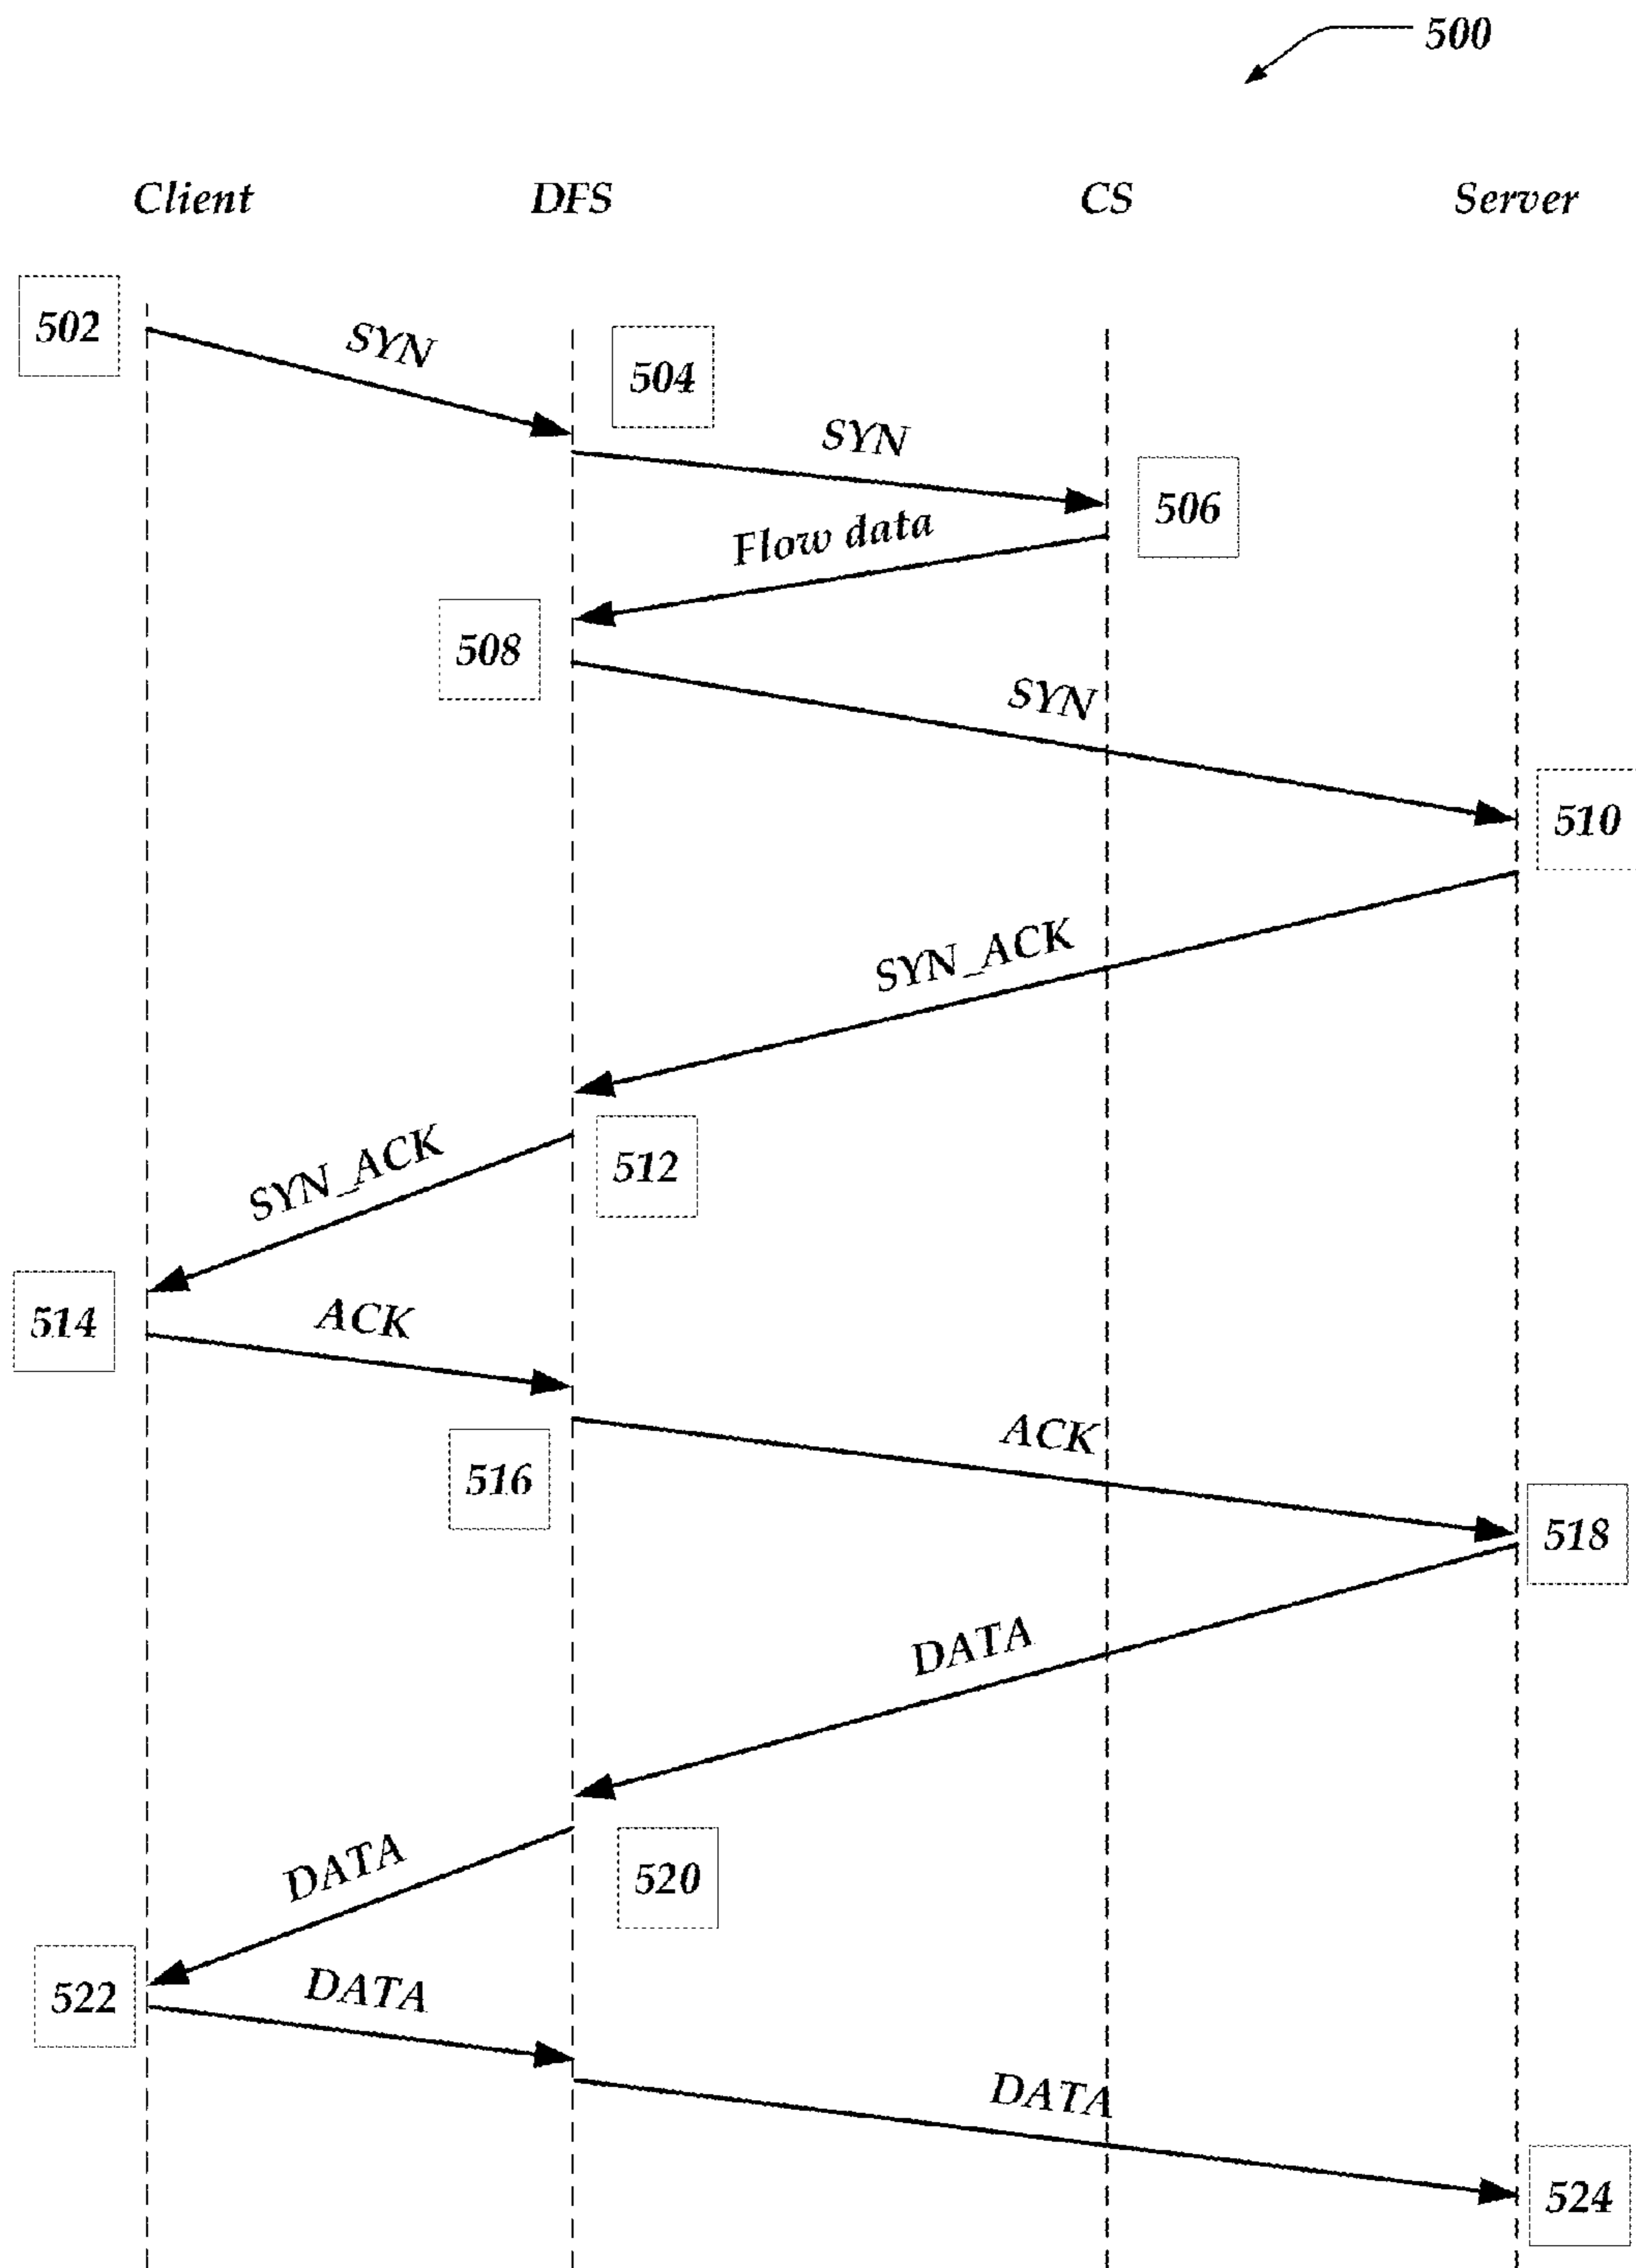 500
Client DFS CS Server
502
SYN
504
SYN
506
Flow data
508
SYN
510
SYN_ACK
512
SYN_ACK
514
ACK
516
ACK
518
DATA
520
DATA
522
DATA
DATA
524